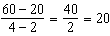 (60 − 20)/(4 − 2) = 40/2 = 20